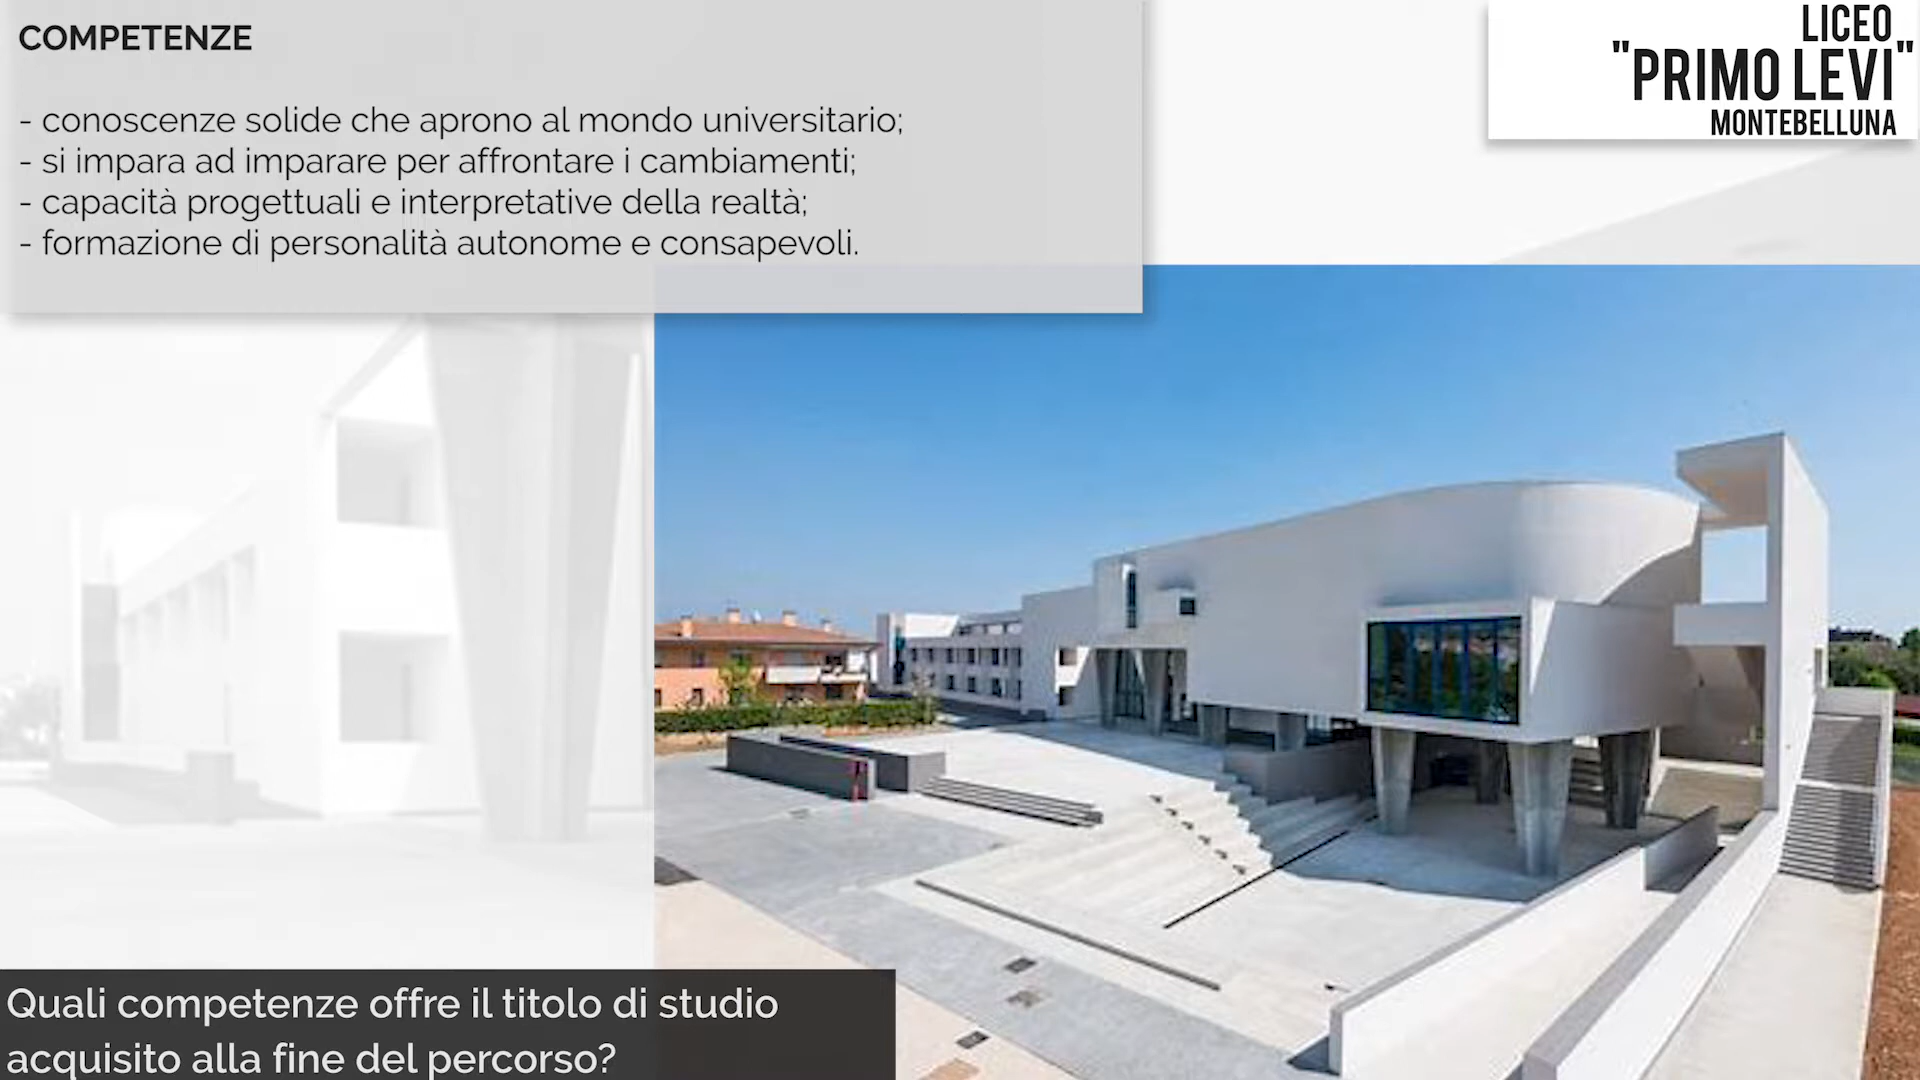 COMPETENZE
- conoscenze solide che aprono al mondo universitario;
- si impara ad imparare per affrontare i cambiamenti;
- capacità progettuali e interpretative della realtà;
- formazione di personalità autonome e consapevoli.
LICEO
"PRIMO LEVI"
MONTEBELLUNA
Quali competenze offre il titolo di studio
acquisito alla fine del percorso?